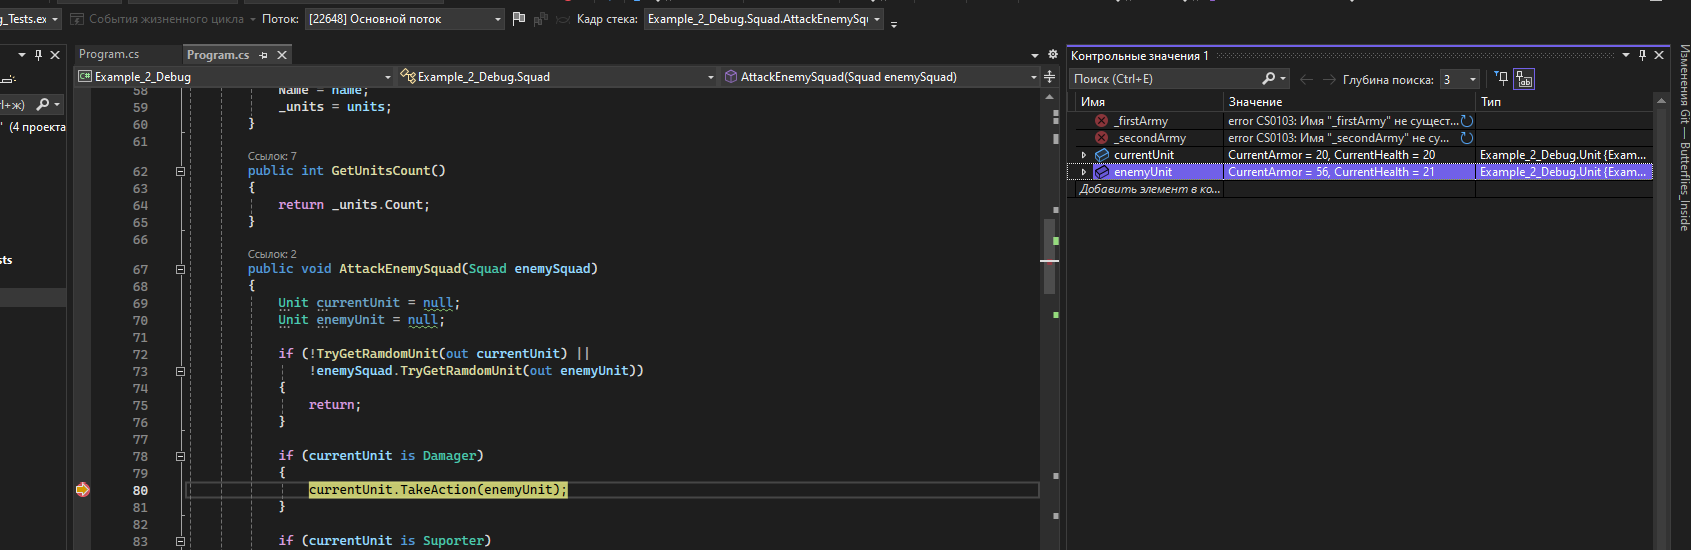 g_Tests.ex
События жизненного цикла
Поток:
[22648] Основной поток
Кадр стека:
Example_2_Debug.Squad.AttackEnemySqu
Program.cs
Program.cs
Example_2_Debug
Example_2_Debug.Squad
AttackEnemySquad(Squad enemySquad)
rl+ж)
(4 проекта
sts
58 Name = name;
59 _units = units;
60 }
61
Ссылок: 7
62 public int GetUnitsCount()
63 {
64 return _units.Count;
65 }
66
Ссылок: 2
67 public void AttackEnemySquad(Squad enemySquad)
68 {
69 Unit currentUnit = null;
70 Unit enemyUnit = null;
71
72 if (!TryGetRamdomUnit(out currentUnit) ||
73 !enemySquad.TryGetRamdomUnit(out enemyUnit))
74 {
75 return;
76 }
77
78 if (currentUnit is Damager)
79 {
80 currentUnit.TakeAction(enemyUnit);
81 }
82
83 if (currentUnit is Suporter)
Контрольные значения 1
Поиск (Ctrl+E)
Глубина поиска: 3
Имя Значение Тип
_firstArmy error CS0103: Имя "_firstArmy" не сущест...
_secondArmy error CS0103: Имя "_secondArmy" не су...
currentUnit CurrentArmor = 20, CurrentHealth = 20 Example_2_Debug.Unit {Exam...
enemyUnit CurrentArmor = 56, CurrentHealth = 21 Example_2_Debug.Unit {Exam...
Добавить элемент в ко...
Изменения Git — Butterflies_Inside